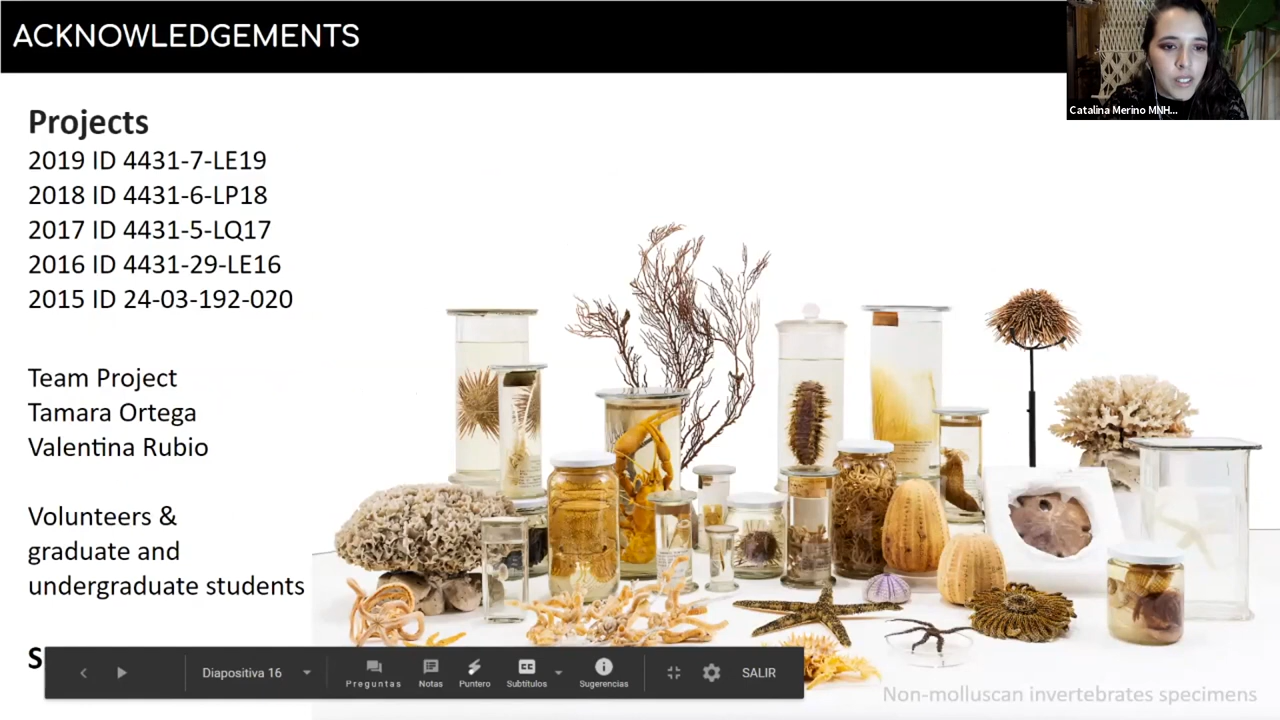 ACKNOWLEDGEMENTS
Catalina Merino MNH...
Projects
2019 ID 4431-7-LE19
2018 ID 4431-6-LP18
2017 ID 4431-5-LQ17
2016 ID 4431-29-LE16
2015 ID 24-03-192-020
Team Project
Tamara Ortega
Valentina Rubio
Volunteers &
graduate and
undergraduate students
S
Diapositiva 16
Preguntas
Notas
Puntero
Subtítulos
Sugerencias
SALIR
Non-molluscan invertebrates specimens